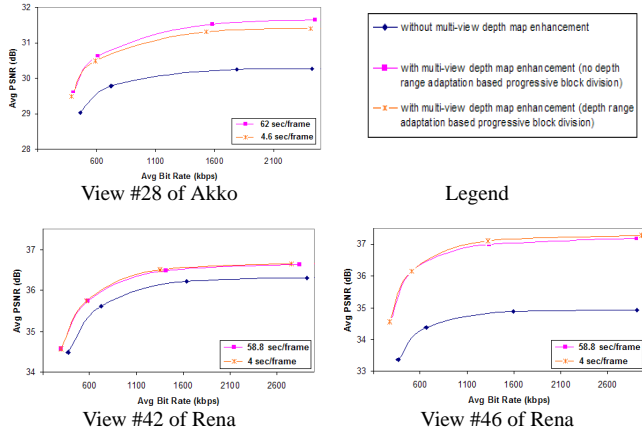 32
31
30
29
28
Avg PSNR (dB)
62 sec/frame
4.6 sec/frame
600 1100 1600 2100
Avg Bit Rate (kbps)
View #28 of Akko
without multi-view depth map enhancement
with multi-view depth map enhancement (no depth
range adaptation based progressive block division)
with multi-view depth map enhancement (depth range
adaptation based progressive block division)
Legend
37
36
35
34
Avg PSNR (dB)
58.8 sec/frame
4 sec/frame
600 1100 1600 2100 2600
Avg Bit Rate (kbps)
View #42 of Rena
37
35
33
Avg PSNR (dB)
58.8 sec/frame
4 sec/frame
600 1100 1600 2100 2600
Avg Bit Rate (kbps)
View #46 of Rena